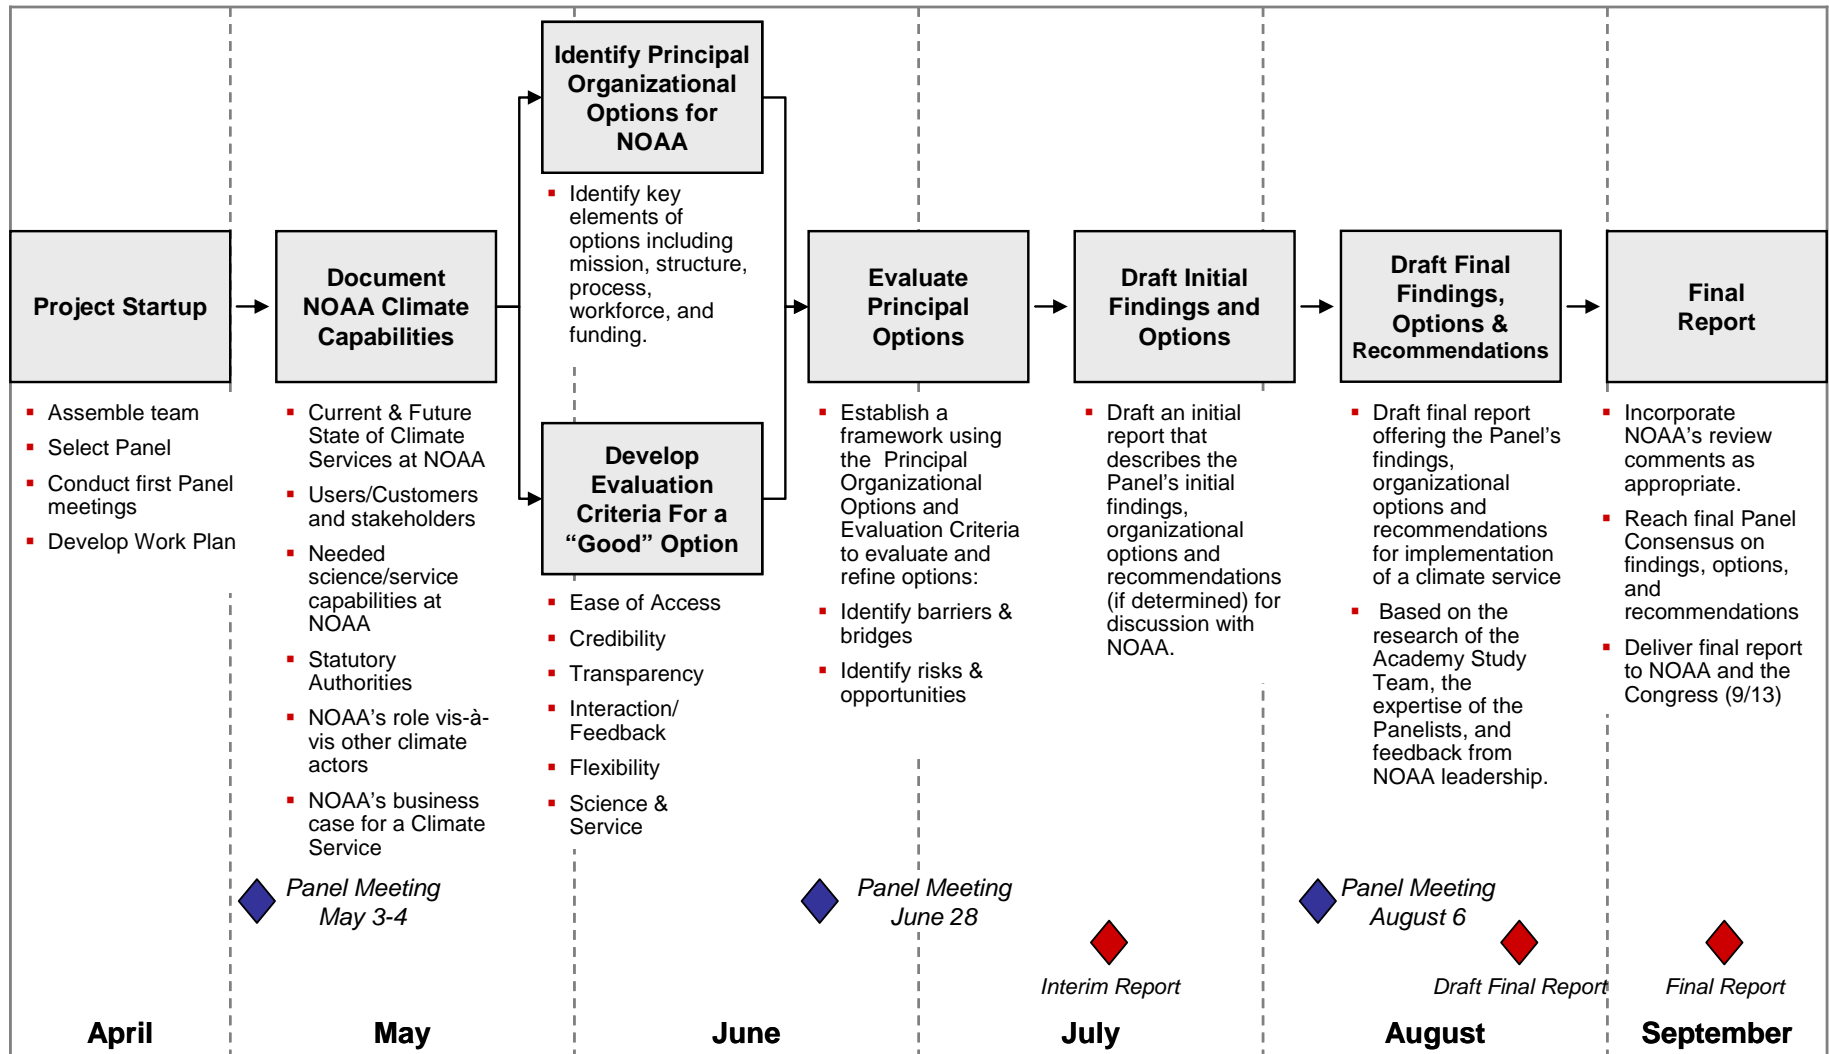 Identify Principal
Organizational
Options for
NOAA
Identify key
elements of
options including
mission, structure,
process,
workforce, and
funding.
Project Startup
Assemble team
Select Panel
Conduct first Panel
meetings
Develop Work Plan
Document
NOAA Climate
Capabilities
Current & Future
State of Climate
Services at NOAA
Users/Customers
and stakeholders
Needed
science/service
capabilities at
NOAA
Statutory
Authorities
NOAA's role vis-à-
vis other climate
actors
NOAA's business
case for a Climate
Service
Develop
Evaluation
Criteria For a
“Good” Option
Ease of Access
Credibility
Transparency
Interaction/
Feedback
Flexibility
Science &
Service
Evaluate
Principal
Options
Establish a
framework using
the Principal
Organizational
Options and
Evaluation Criteria
to evaluate and
refine options:
Identify barriers &
bridges
Identify risks &
opportunities
Draft Initial
Findings and
Options
Draft an initial
report that
describes the
Panel's initial
findings,
organizational
options and
recommendations
(if determined) for
discussion with
NOAA.
Draft Final
Findings,
Options &
Recommendations
Draft final report
offering the Panel's
findings,
organizational
options and
recommendations
for implementation
of a climate service
Based on the
research of the
Academy Study
Team, the
expertise of the
Panelists, and
feedback from
NOAA leadership.
Final
Report
Incorporate
NOAA's review
comments as
appropriate.
Reach final Panel
Consensus on
findings, options,
and
recommendations
Deliver final report
to NOAA and the
Congress (9/13)
Panel Meeting
May 3-4
Panel Meeting
June 28
Panel Meeting
August 6
Interim Report
Draft Final Report
Final Report
April
May
June
July
August
September